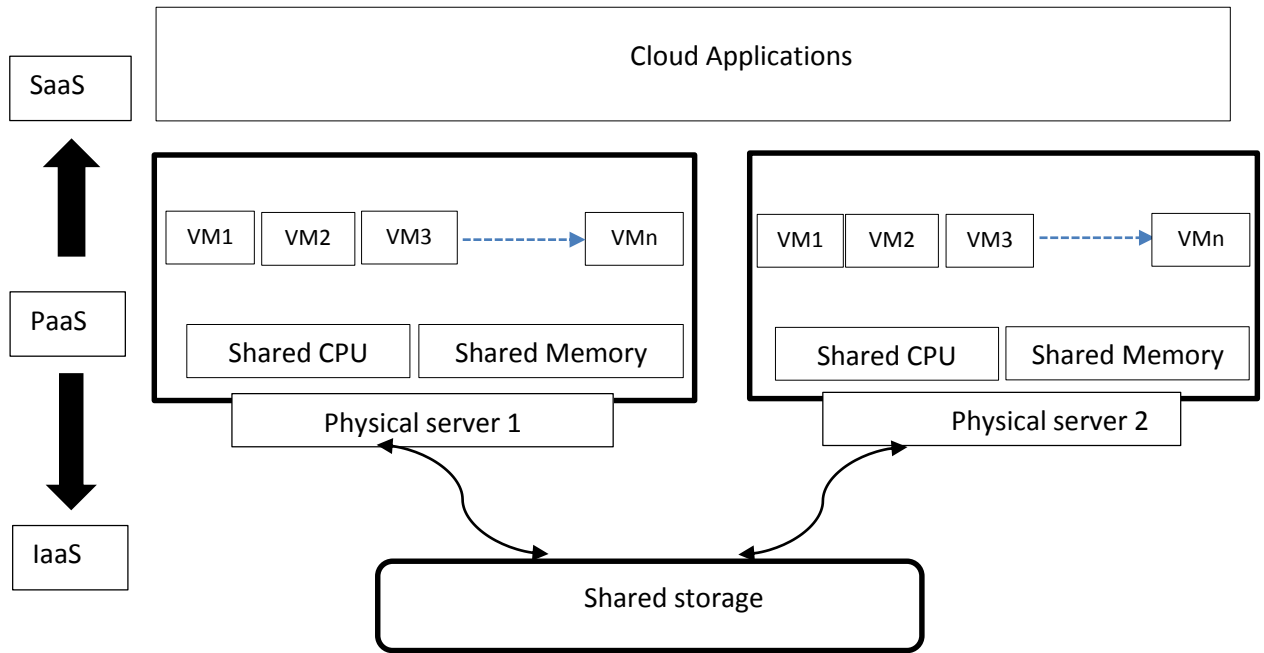 Cloud Applications
SaaS
VM1
VM2
VM3
VMn
VM1
VM2
VM3
VMn
PaaS
Shared CPU
Shared Memory
Shared CPU
Shared Memory
Physical server 1
Physical server 2
IaaS
Shared storage